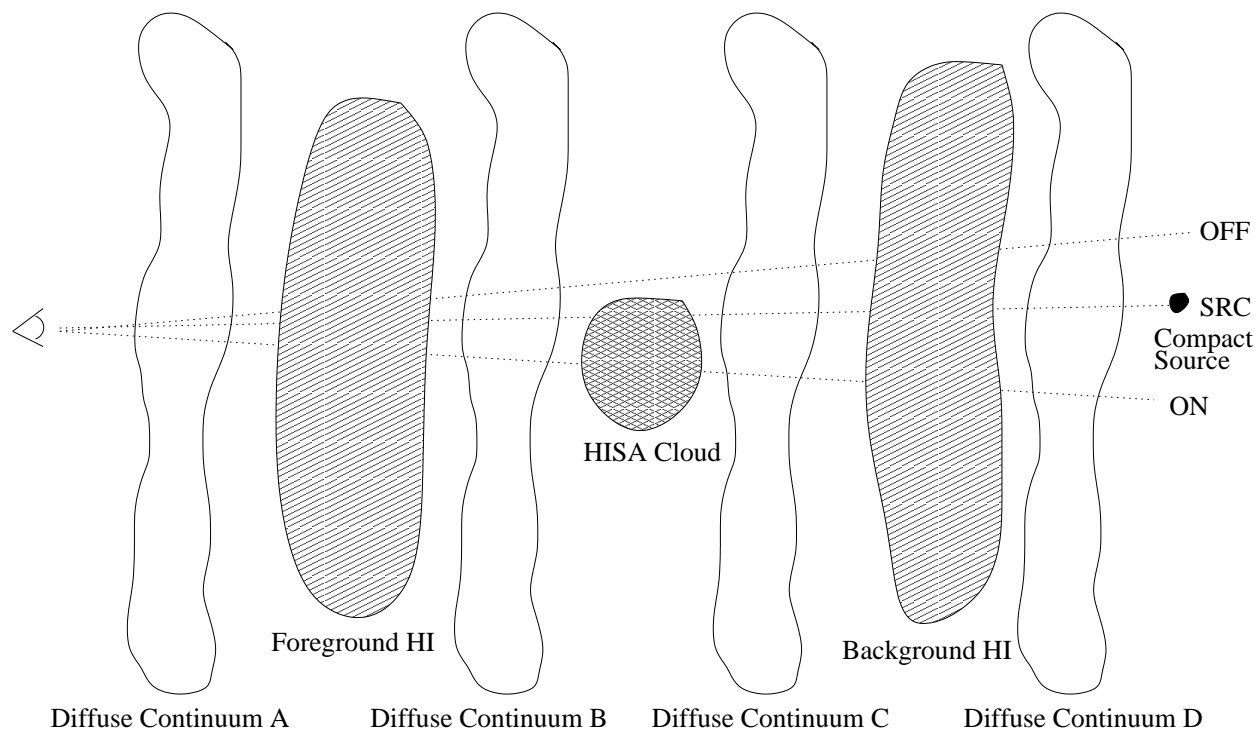 OFF
SRC
Compact
Source
ON
HISA Cloud
Foreground HI
Background HI
Diffuse Continuum A
Diffuse Continuum B
Diffuse Continuum C
Diffuse Continuum D